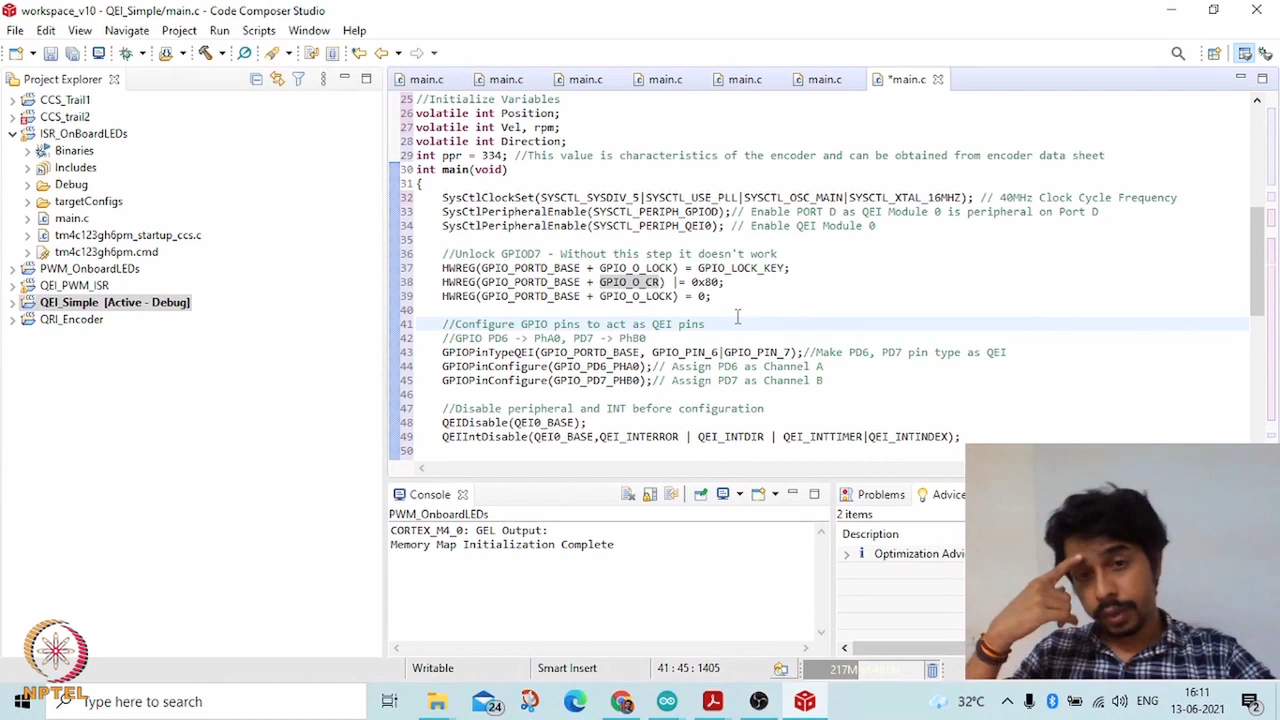 workspace_v10 - QEI_Simple/main.c - Code Composer Studio
File Edit View Navigate Project Run Scripts Window Help
Project Explorer
CCS_Trail1
CCS_trail2
ISR_OnBoardLEDs
Binaries
Includes
Debug
targetConfigs
main.c
tm4c123gh6pm_startup_ccs.c
tm4c123gh6pm.cmd
PWM_OnboardLEDs
QEI_PWM_ISR
QEI_Simple [Active - Debug]
QRI_Encoder
main.c main.c main.c main.c main.c main.c *main.c
25 //Initialize Variables
26 volatile int Position;
27 volatile int Vel, rpm;
28 volatile int Direction;
29 int ppr = 334; //This value is characteristics of the encoder and can be obtained from encoder data sheet
30 int main(void)
31 {
32 SysCtlClockSet(SYSCTL_SYSDIV_5|SYSCTL_USE_PLL|SYSCTL_OSC_MAIN|SYSCTL_XTAL_16MHZ); // 40MHz Clock Cycle Frequency
33 SysCtlPeripheralEnable(SYSCTL_PERIPH_GPIOD);// Enable PORT D as QEI Module 0 is peripheral on Port D
34 SysCtlPeripheralEnable(SYSCTL_PERIPH_QEI0); // Enable QEI Module 0
35
36 //Unlock GPIOD7 - Without this step it doesn't work
37 HWREG(GPIO_PORTD_BASE + GPIO_O_LOCK) = GPIO_LOCK_KEY;
38 HWREG(GPIO_PORTD_BASE + GPIO_O_CR) |= 0x80;
39 HWREG(GPIO_PORTD_BASE + GPIO_O_LOCK) = 0;
40
41 //Configure GPIO pins to act as QEI pins
42 //GPIO PD6 -> PhA0, PD7 -> PhB0
43 GPIOPinTypeQEI(GPIO_PORTD_BASE, GPIO_PIN_6|GPIO_PIN_7);//Make PD6, PD7 pin type as QEI
44 GPIOPinConfigure(GPIO_PD6_PHA0);// Assign PD6 as Channel A
45 GPIOPinConfigure(GPIO_PD7_PHB0);// Assign PD7 as Channel B
46
47 //Disable peripheral and INT before configuration
48 QEIDisable(QEI0_BASE);
49 QEIIntDisable(QEI0_BASE,QEI_INTERROR | QEI_INTDIR | QEI_INTTIMER|QEI_INTINDEX);
50
Console
PWM_OnboardLEDs
CORTEX_M4_0: GEL Output:
Memory Map Initialization Complete
Problems Advice
2 items
Description
Optimization Advi
Writable Smart Insert 41 : 45 : 1405
NPTEL
Type here to search
24
32°C
ENG
16:11
13-06-2021
2